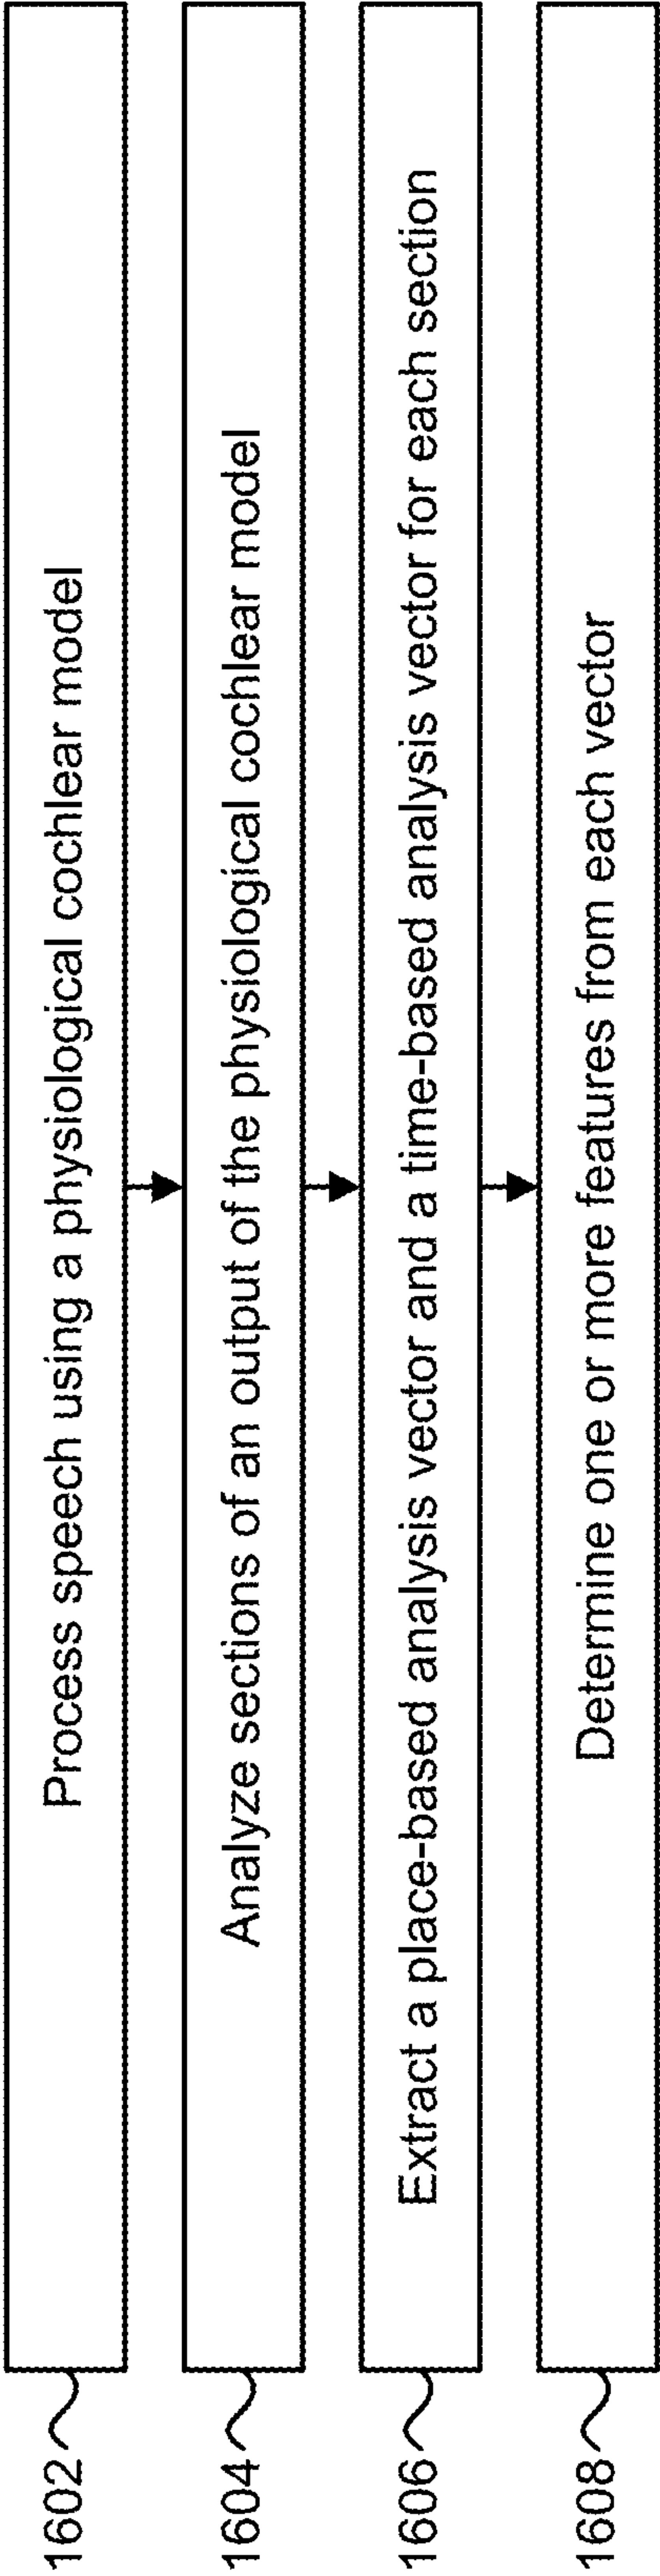 1602
Process speech using a physiological cochlear model
1604
Analyze sections of an output of the physiological cochlear model
1606
Extract a place-based analysis vector and a time-based analysis vector for each section
1608
Determine one or more features from each vector